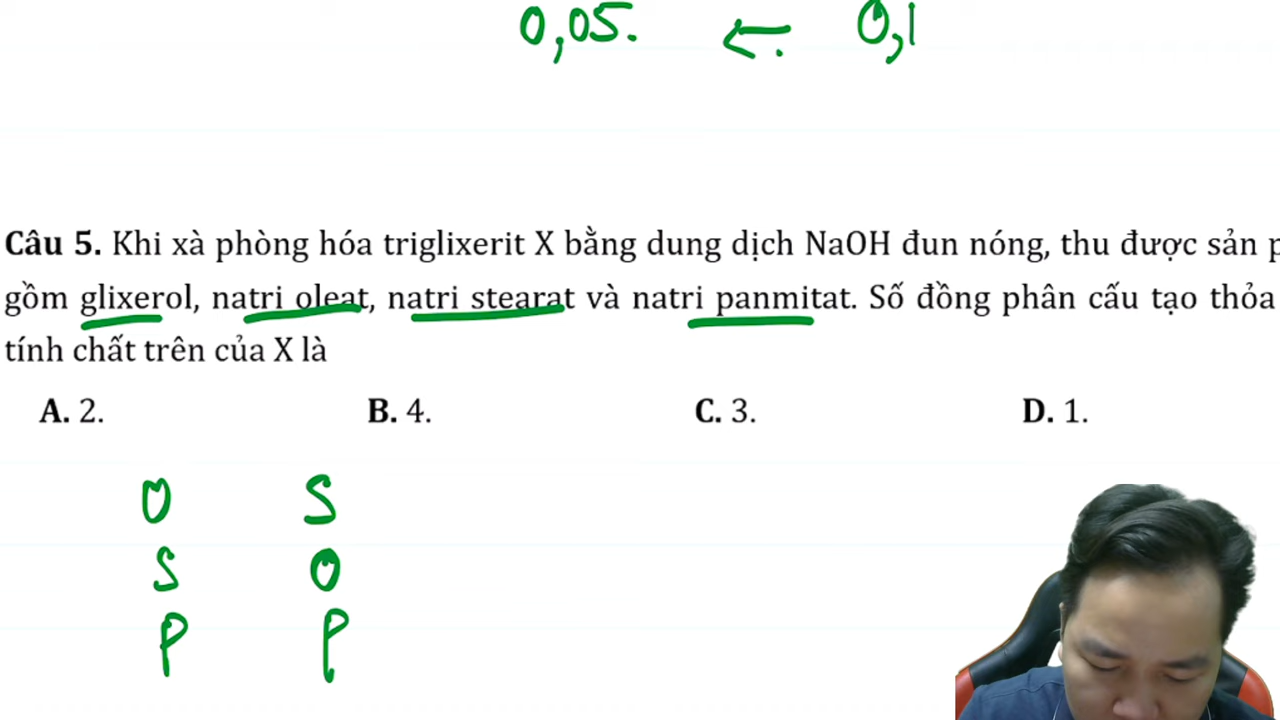 0,05. ← 0,1
Câu 5. Khi xà phòng hóa triglixerit X bằng dung dịch NaOH đun nóng, thu được sản
gồm glixerol, natri oleat, natri stearat và natri panmitat. Số đồng phân cấu tạo thỏa
tính chất trên của X là
A. 2. B. 4. C. 3. D. 1.
O S
S O
P P